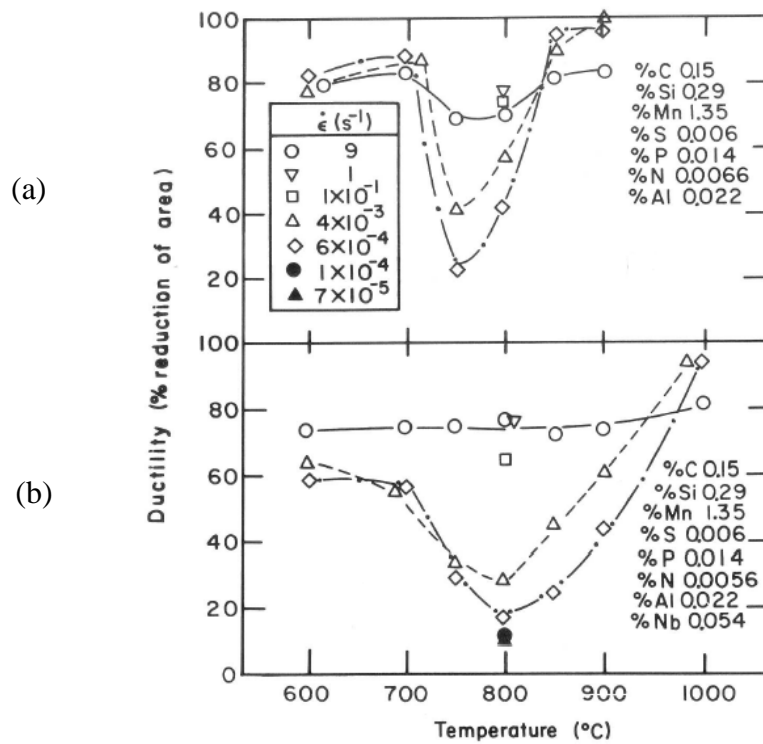 (a)
(b)
Ductility (% reduction of area)
100
80
60
40
20
ε̇ (s⁻¹)
9
1
1×10⁻¹
4×10⁻³
6×10⁻⁴
1×10⁻⁴
7×10⁻⁵
%C 0.15
%Si 0.29
%Mn 1.35
%S 0.006
%P 0.014
%N 0.0066
%Al 0.022
100
80
60
40
20
0
%C 0.15
%Si 0.29
%Mn 1.35
%S 0.006
%P 0.014
%N 0.0056
%Al 0.022
%Nb 0.054
600 700 800 900 1000
Temperature (°C)